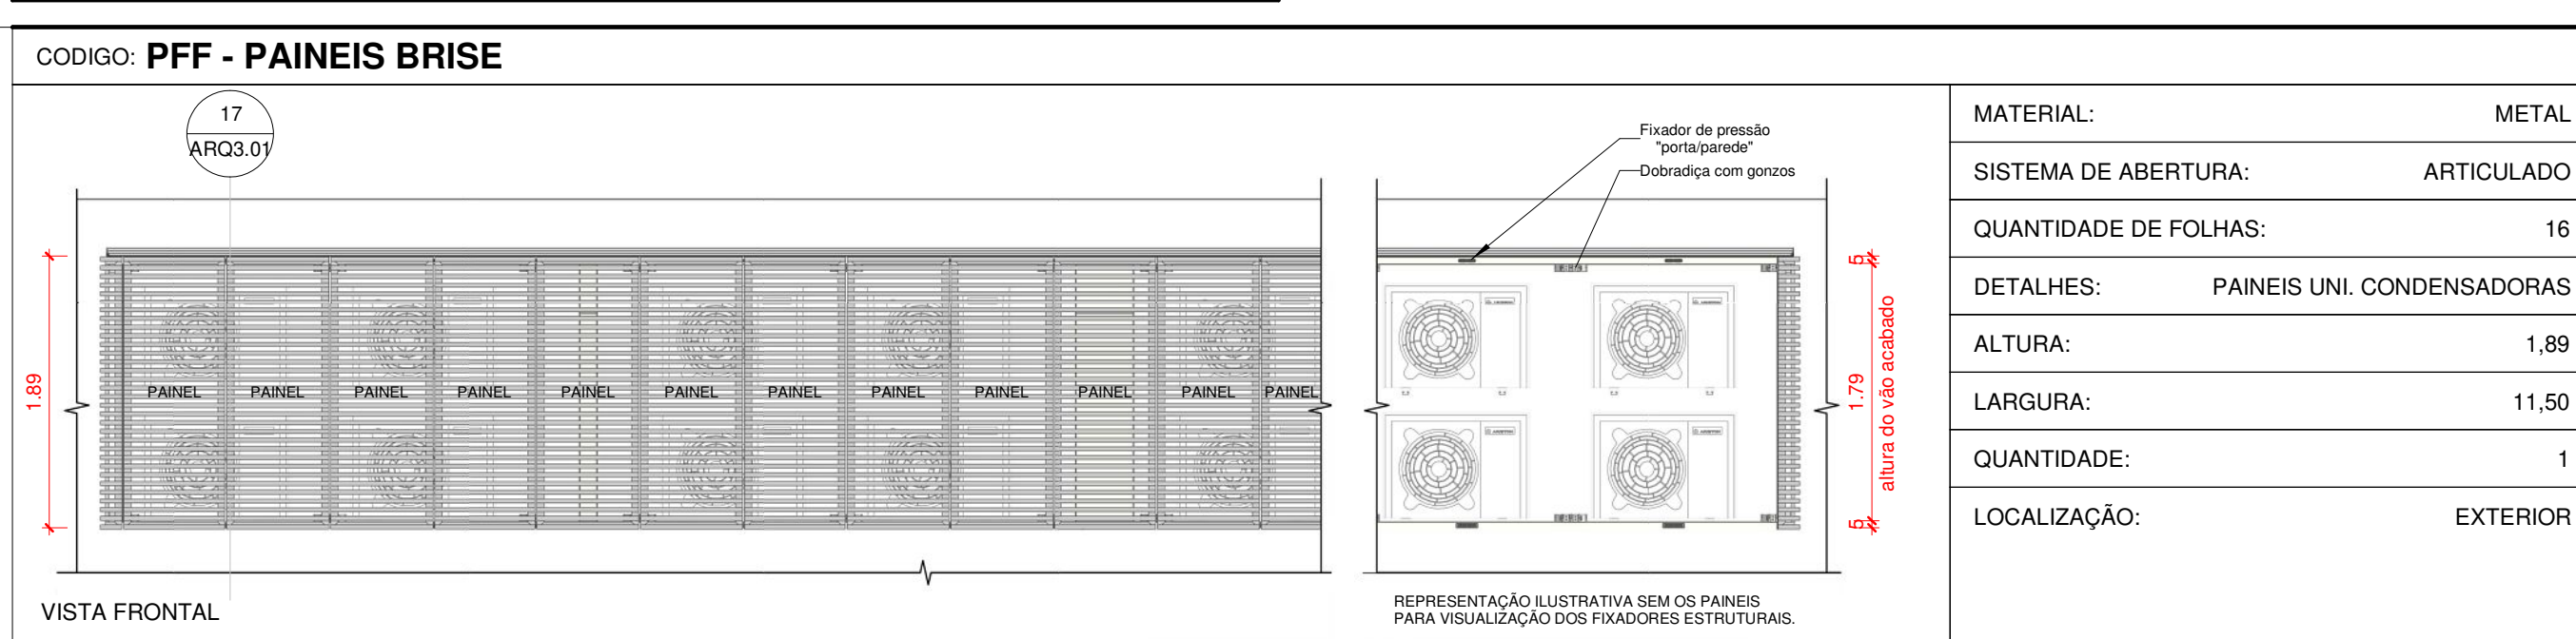 CODIGO: PFF - PAINEIS BRISE
17
ARQ3.01
Fixador de pressão
"porta/parede"
Dobradiça com gonzos
1.89
PAINEL PAINEL PAINEL PAINEL PAINEL PAINEL PAINEL PAINEL PAINEL PAINEL PAINEL PAINEL
5
1.79
altura do vão acabado
5
VISTA FRONTAL
REPRESENTAÇÃO ILUSTRATIVA SEM OS PAINEIS
PARA VISUALIZAÇÃO DOS FIXADORES ESTRUTURAIS.
MATERIAL: METAL
SISTEMA DE ABERTURA: ARTICULADO
QUANTIDADE DE FOLHAS: 16
DETALHES: PAINEIS UNI. CONDENSADORAS
ALTURA: 1,89
LARGURA: 11,50
QUANTIDADE: 1
LOCALIZAÇÃO: EXTERIOR